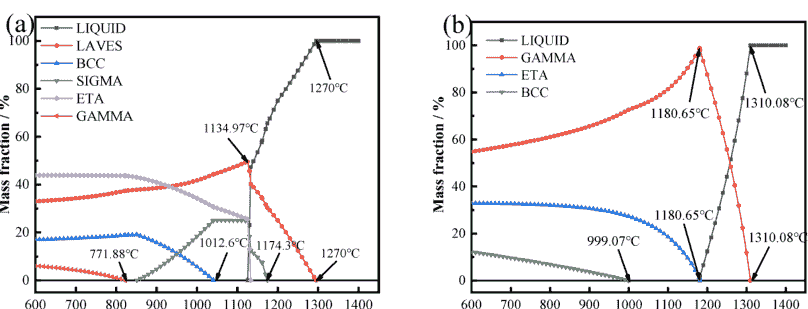 (a)
LIQUID
LAVES
BCC
SIGMA
ETA
GAMMA
Mass fraction / %
100
80
60
40
20
0
600 700 800 900 1000 1100 1200 1300 1400
1270℃
1134.97℃
771.88℃
1012.6℃
1174.3℃
1270℃
(b)
LIQUID
GAMMA
ETA
BCC
Mass fraction / %
100
80
60
40
20
0
600 700 800 900 1000 1100 1200 1300 1400
1180.65℃
1310.08℃
999.07℃
1180.65℃
1310.08℃